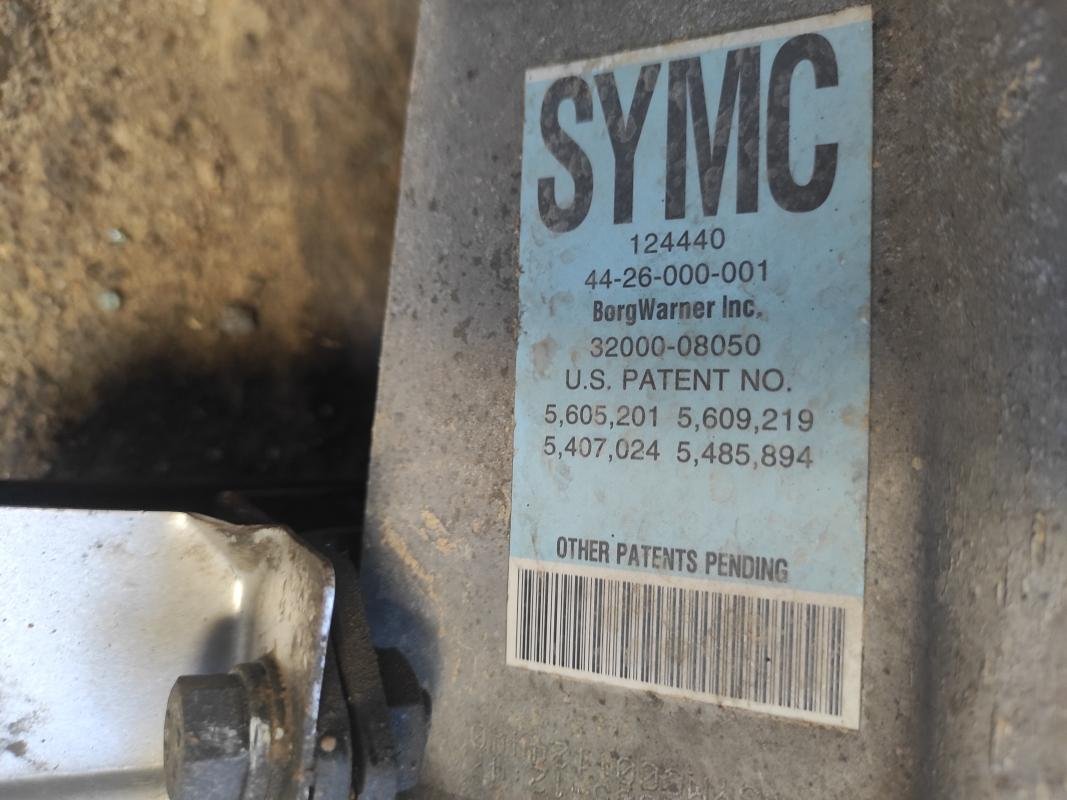 SYMC
124440
44-26-000-001
BorgWarner Inc.
32000-08050
U.S. PATENT NO.
5,605,201 5,609,219
5,407,024 5,485,894
OTHER PATENTS PENDING